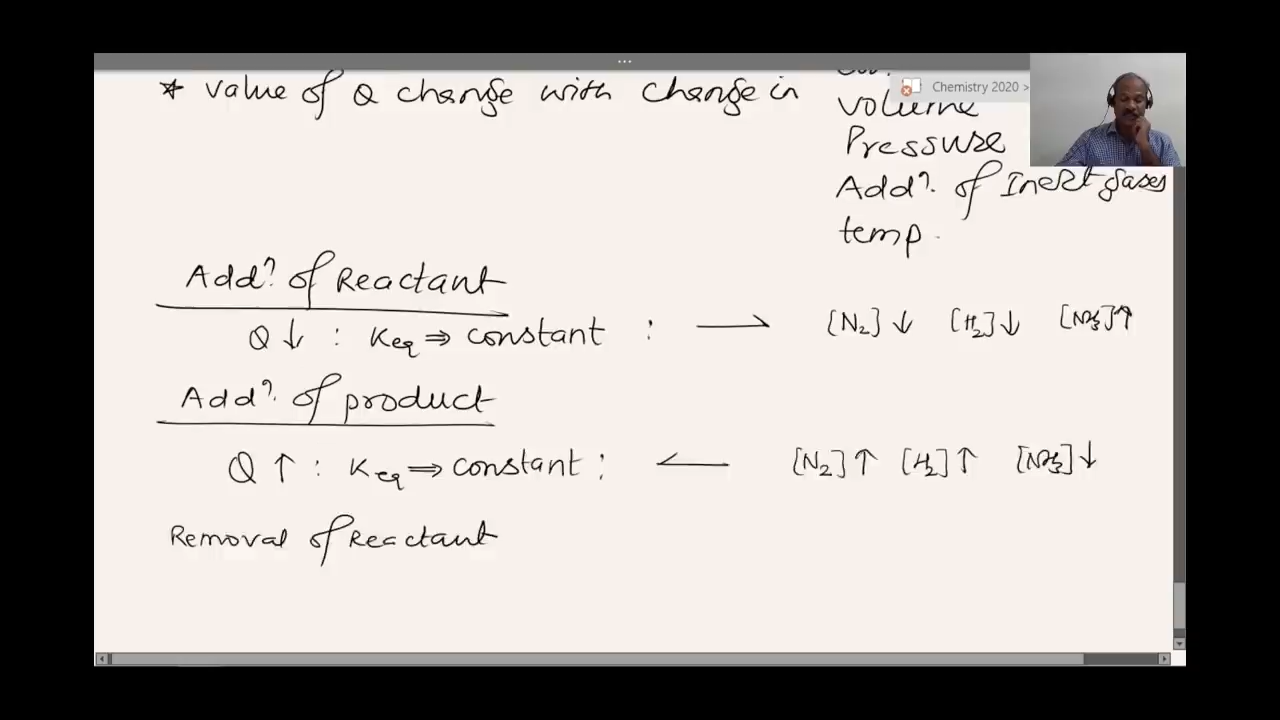 * value of Q change with change in
Chemistry 2020 >
volume
Pressure
Add? of Inert gases
temp.
Add? of Reactant
Q ↓ : Keq ⇒ constant : → [N2] ↓ [H2] ↓ [NH3] ↑
Add? of product
Q ↑ : Keq ⇒ constant : ← [N2] ↑ [H2] ↑ [NH3] ↓
Removal of Reactant